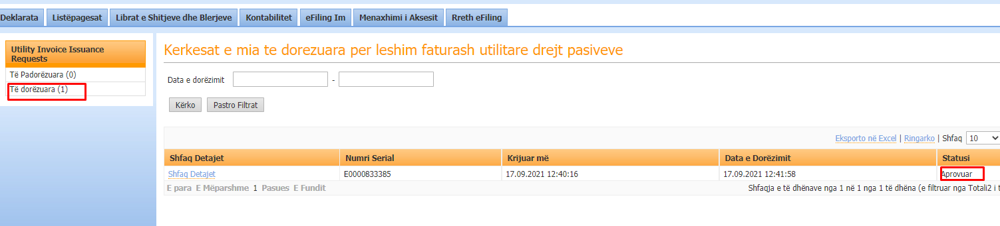 Deklarata Listëpagesat Librat e Shitjeve dhe Blerjeve Kontabilitet eFiling Im Menaxhimi i Aksesit Rreth eFiling
Utility Invoice Issuance
Requests
Të Padorëzuara (0)
Të dorëzuara (1)
Kerkesat e mia te dorezuara per leshim faturash utilitare drejt pasiveve
Data e dorëzimit -
Kërko Pastro Filtrat
Eksporto në Excel | Ringarko | Shfaq 10
Shfaq Detajet Numri Serial Krijuar më Data e Dorëzimit Statusi
Shfaq Detajet E0000833385 17.09.2021 12:40:16 17.09.2021 12:41:58 Aprovuar
E para E Mëparshme 1 Pasues E Fundit Shfaqja e të dhënave nga 1 në 1 nga 1 të dhëna (e filtruar nga Totali2 i t